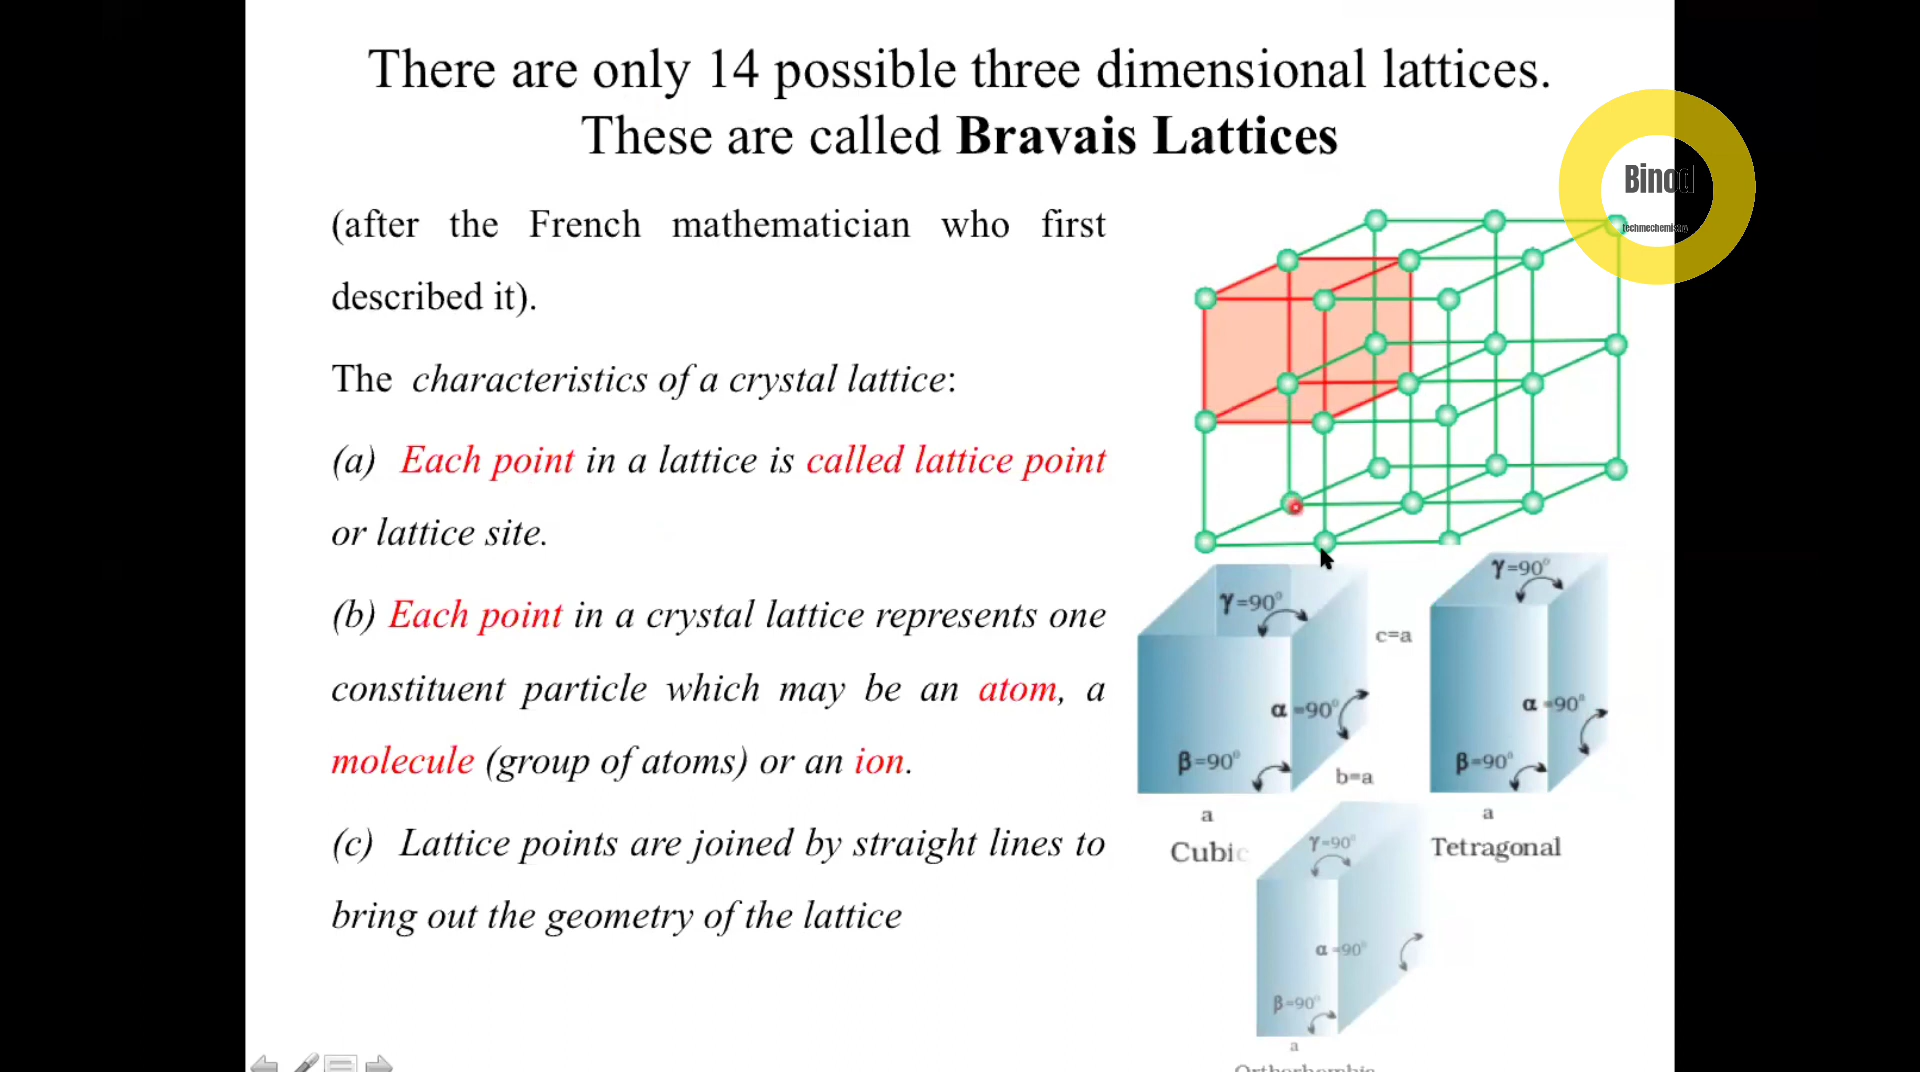 There are only 14 possible three dimensional lattices.
These are called Bravais Lattices
(after the French mathematician who first
described it).
The characteristics of a crystal lattice:
(a) Each point in a lattice is called lattice point
or lattice site.
(b) Each point in a crystal lattice represents one
constituent particle which may be an atom, a
molecule (group of atoms) or an ion.
(c) Lattice points are joined by straight lines to
bring out the geometry of the lattice
Binod
techmechemistry
γ=90°
c=a
α=90°
β=90°
b=a
a
Cubic
γ=90°
α=90°
β=90°
a
Tetragonal
γ=90°
α=90°
β=90°
a